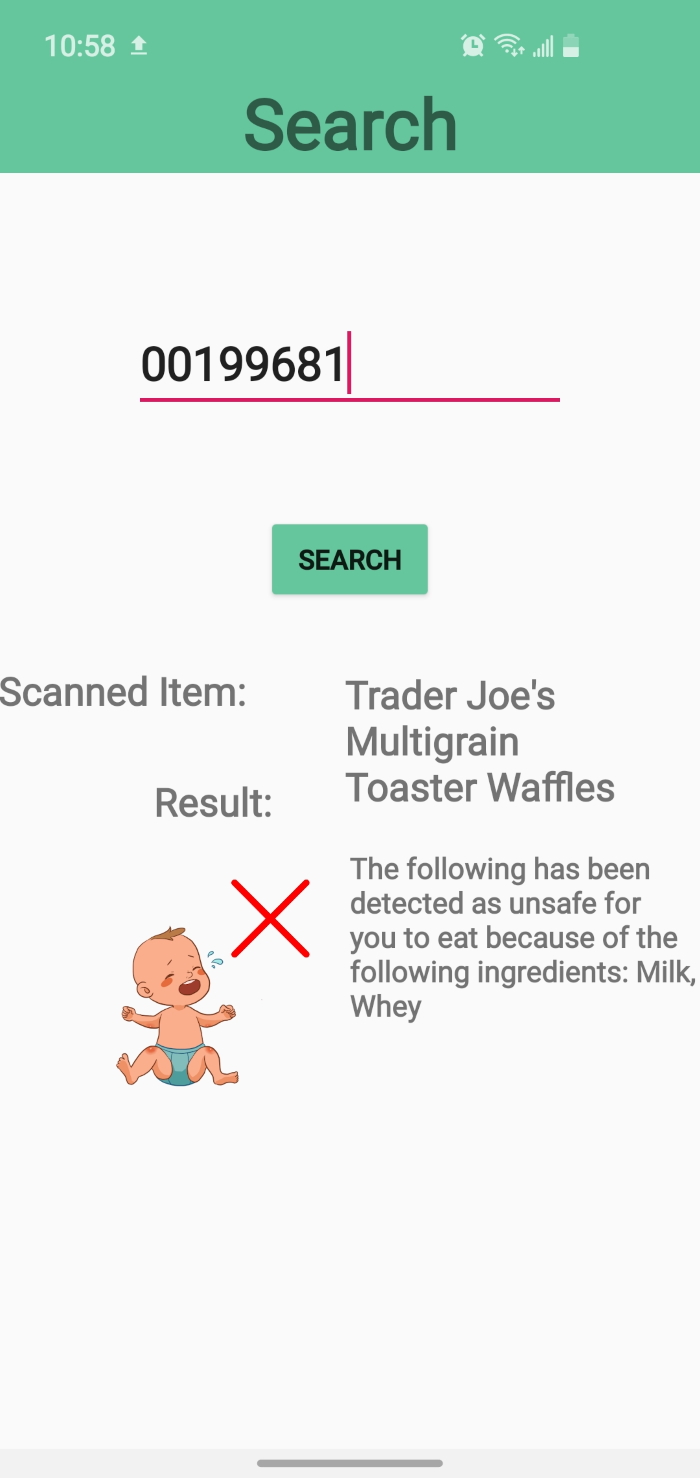 10:58
Search
00199681
SEARCH
Scanned Item:
Trader Joe's
Multigrain
Toaster Waffles
Result:
The following has been
detected as unsafe for
you to eat because of the
following ingredients: Milk,
Whey